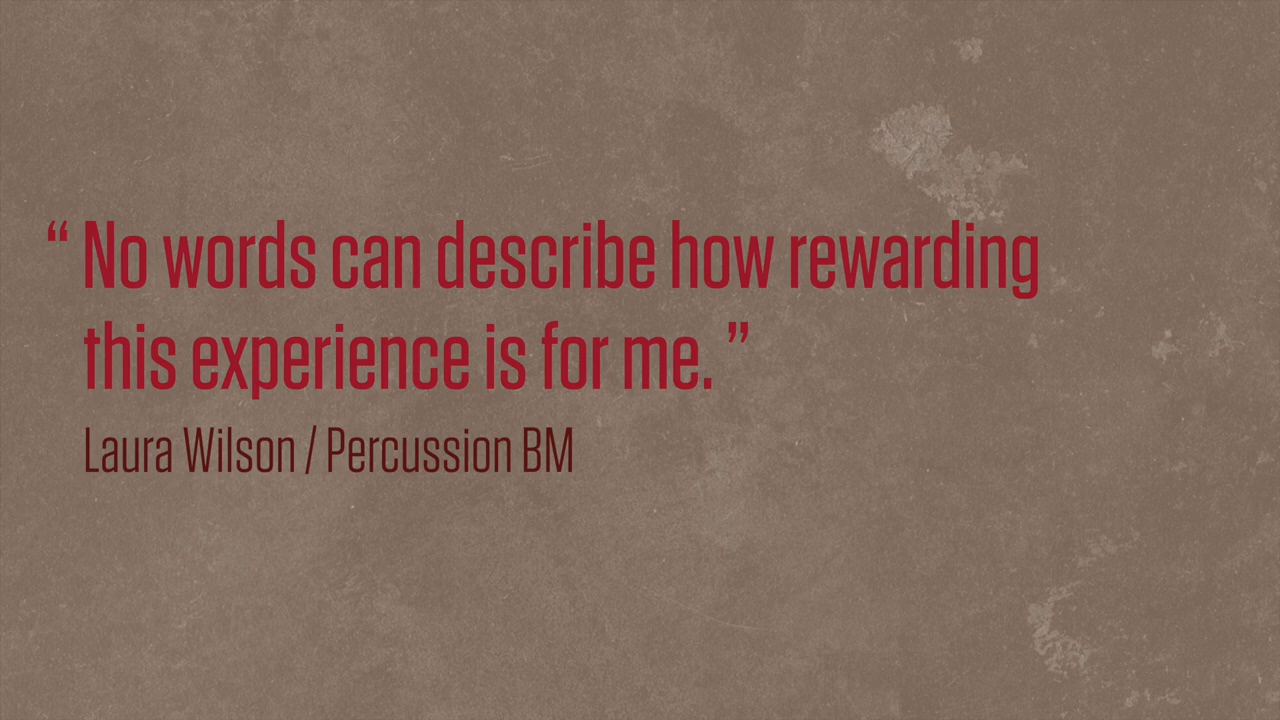 “ No words can describe how rewarding
this experience is for me. ”
Laura Wilson / Percussion BM